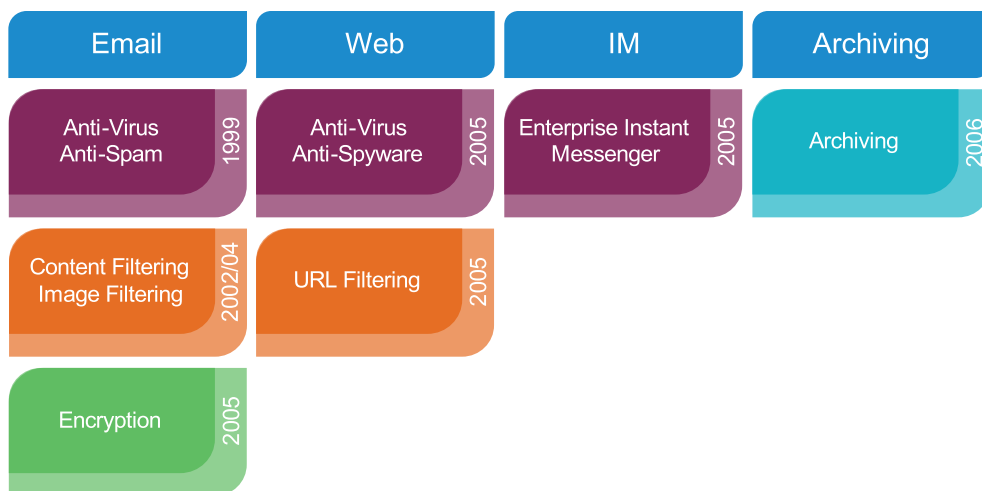 Email
Web
IM
Archiving
Anti-Virus
Anti-Spam
1999
Anti-Virus
Anti-Spyware
2005
Enterprise Instant
Messenger
2005
Archiving
2006
Content Filtering
Image Filtering
2002/04
URL Filtering
2005
Encryption
2005